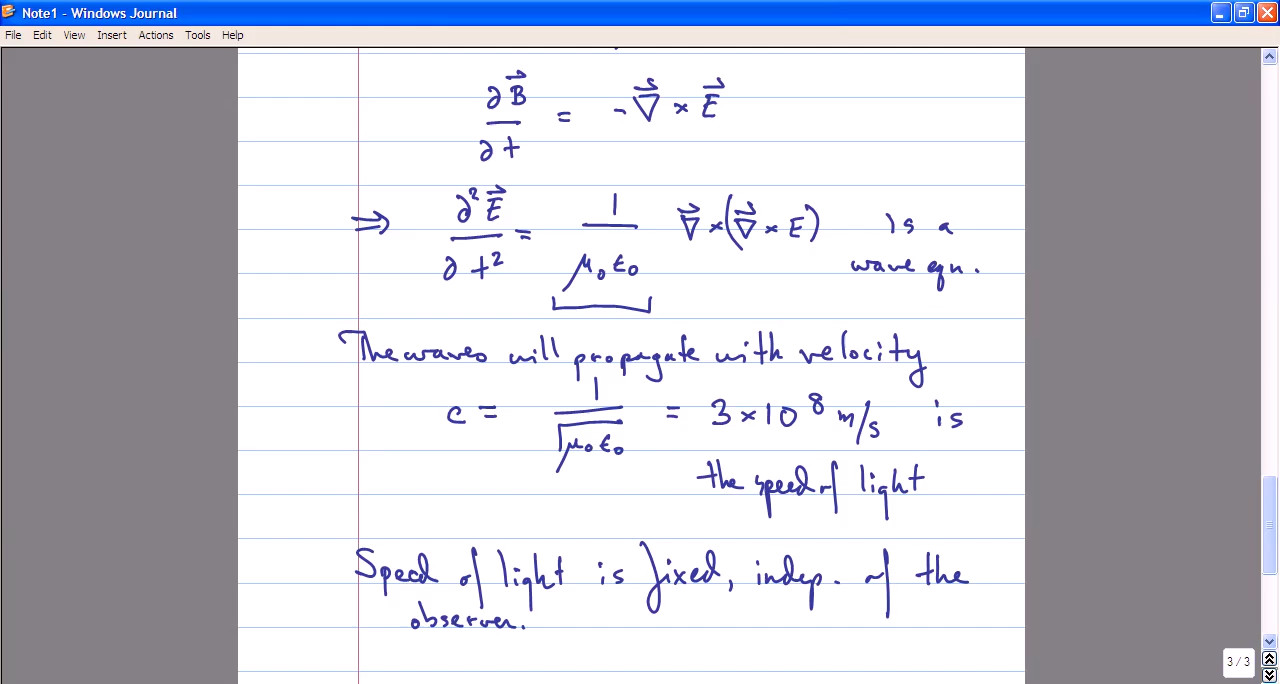 Note1 - Windows Journal
File Edit View Insert Actions Tools Help
∂B⃗/∂t = -∇⃗ × E⃗
⇒ ∂²E⃗/∂t² = 1/μ₀ε₀ ∇⃗×(∇⃗ × E) is a
wave eqn.
The waves will propagate with velocity
c = 1/√μ₀ε₀ = 3×10⁸ m/s is
the speed of light
Speed of light is fixed, indep. of the
observer.
3 / 3